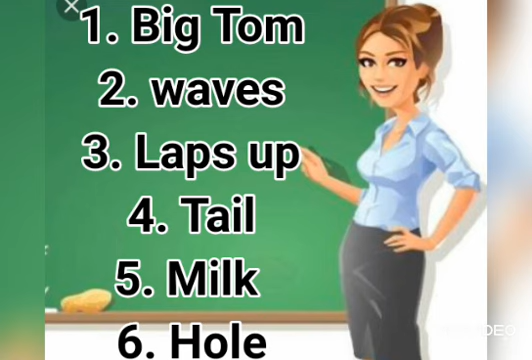 1. Big Tom
2. waves
3. Laps up
4. Tail
5. Milk
6. Hole